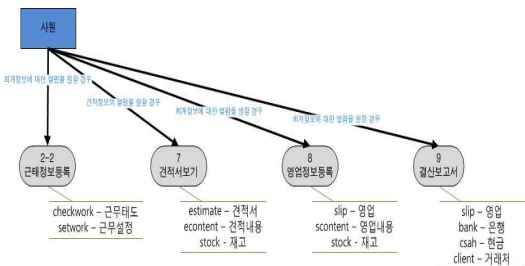 사원
회계정보에 대한 열람을 원할 경우
견적정보의 열람을 원할 경우
회계정보에 대한 열람을 원할 경우
회계정보에 대한 열람을 원할 경우
2-2
근태정보등록
7
견적서보기
8
영업정보등록
9
결산보고서
checkwork – 근무태도
setwork – 근무설정
estimate – 견적서
econtent – 견적내용
stock - 재고
slip – 영업
scontent – 영업내용
stock - 재고
slip – 영업
bank – 은행
csah – 현금
client – 거래처